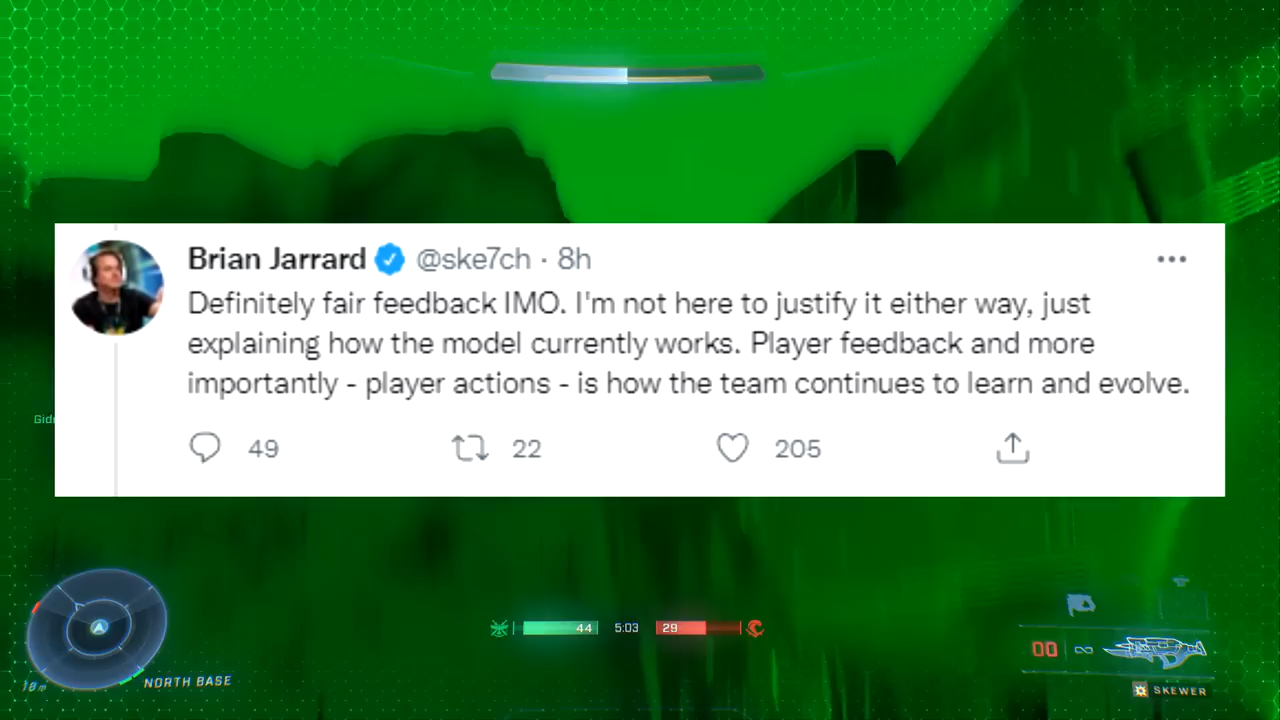 Brian Jarrard @ske7ch · 8h
Definitely fair feedback IMO. I'm not here to justify it either way, just
explaining how the model currently works. Player feedback and more
importantly - player actions - is how the team continues to learn and evolve.
49 22 205
44 5:03 29
00 ∞
18m NORTH BASE
SKEWER